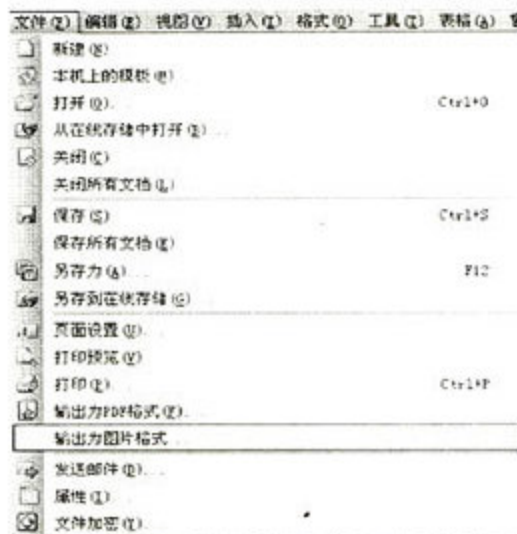 文件(F) 编辑(E) 视图(V) 插入(I) 格式(O) 工具(T) 表格(A)
新建(N)
本机上的模板(M)
打开(O)... Ctrl+O
从在线存储中打开(B)...
关闭(C)
关闭所有文档(L)
保存(S) Ctrl+S
保存所有文档(E)
另存为(A)... F12
另存到在线存储(G)
页面设置(U)...
打印预览(V)
打印(P) Ctrl+P
输出为PDF格式(F)...
输出为图片格式...
发送邮件(D)...
属性(I)
文件加密(T)...